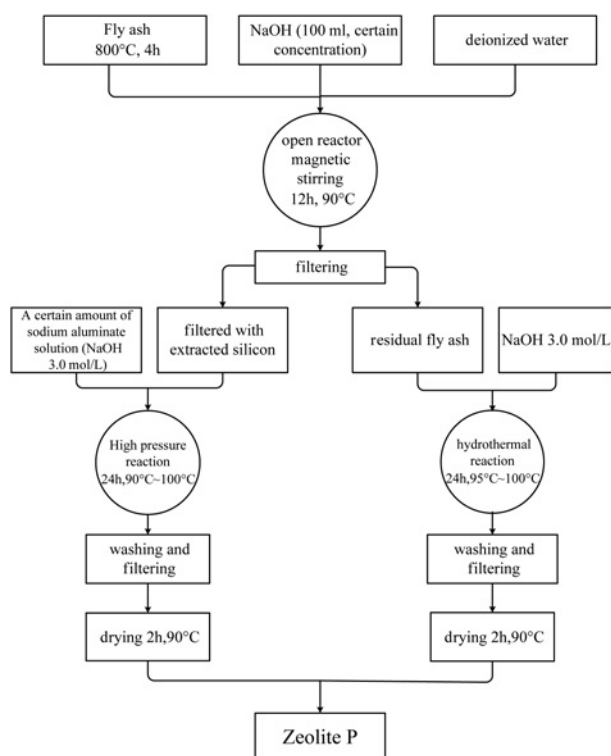 Fly ash
800°C, 4h
NaOH (100 ml, certain
concentration)
deionized water
open reactor
magnetic
stirring
12h, 90°C
filtering
A certain amount of
sodium aluminate
solution (NaOH
3.0 mol/L)
filtered with
extracted silicon
residual fly ash
NaOH 3.0 mol/L
High pressure
reaction
24h,90°C~100°C
hydrothermal
reaction
24h,95°C~100°C
washing and
filtering
washing and
filtering
drying 2h,90°C
drying 2h,90°C
Zeolite P